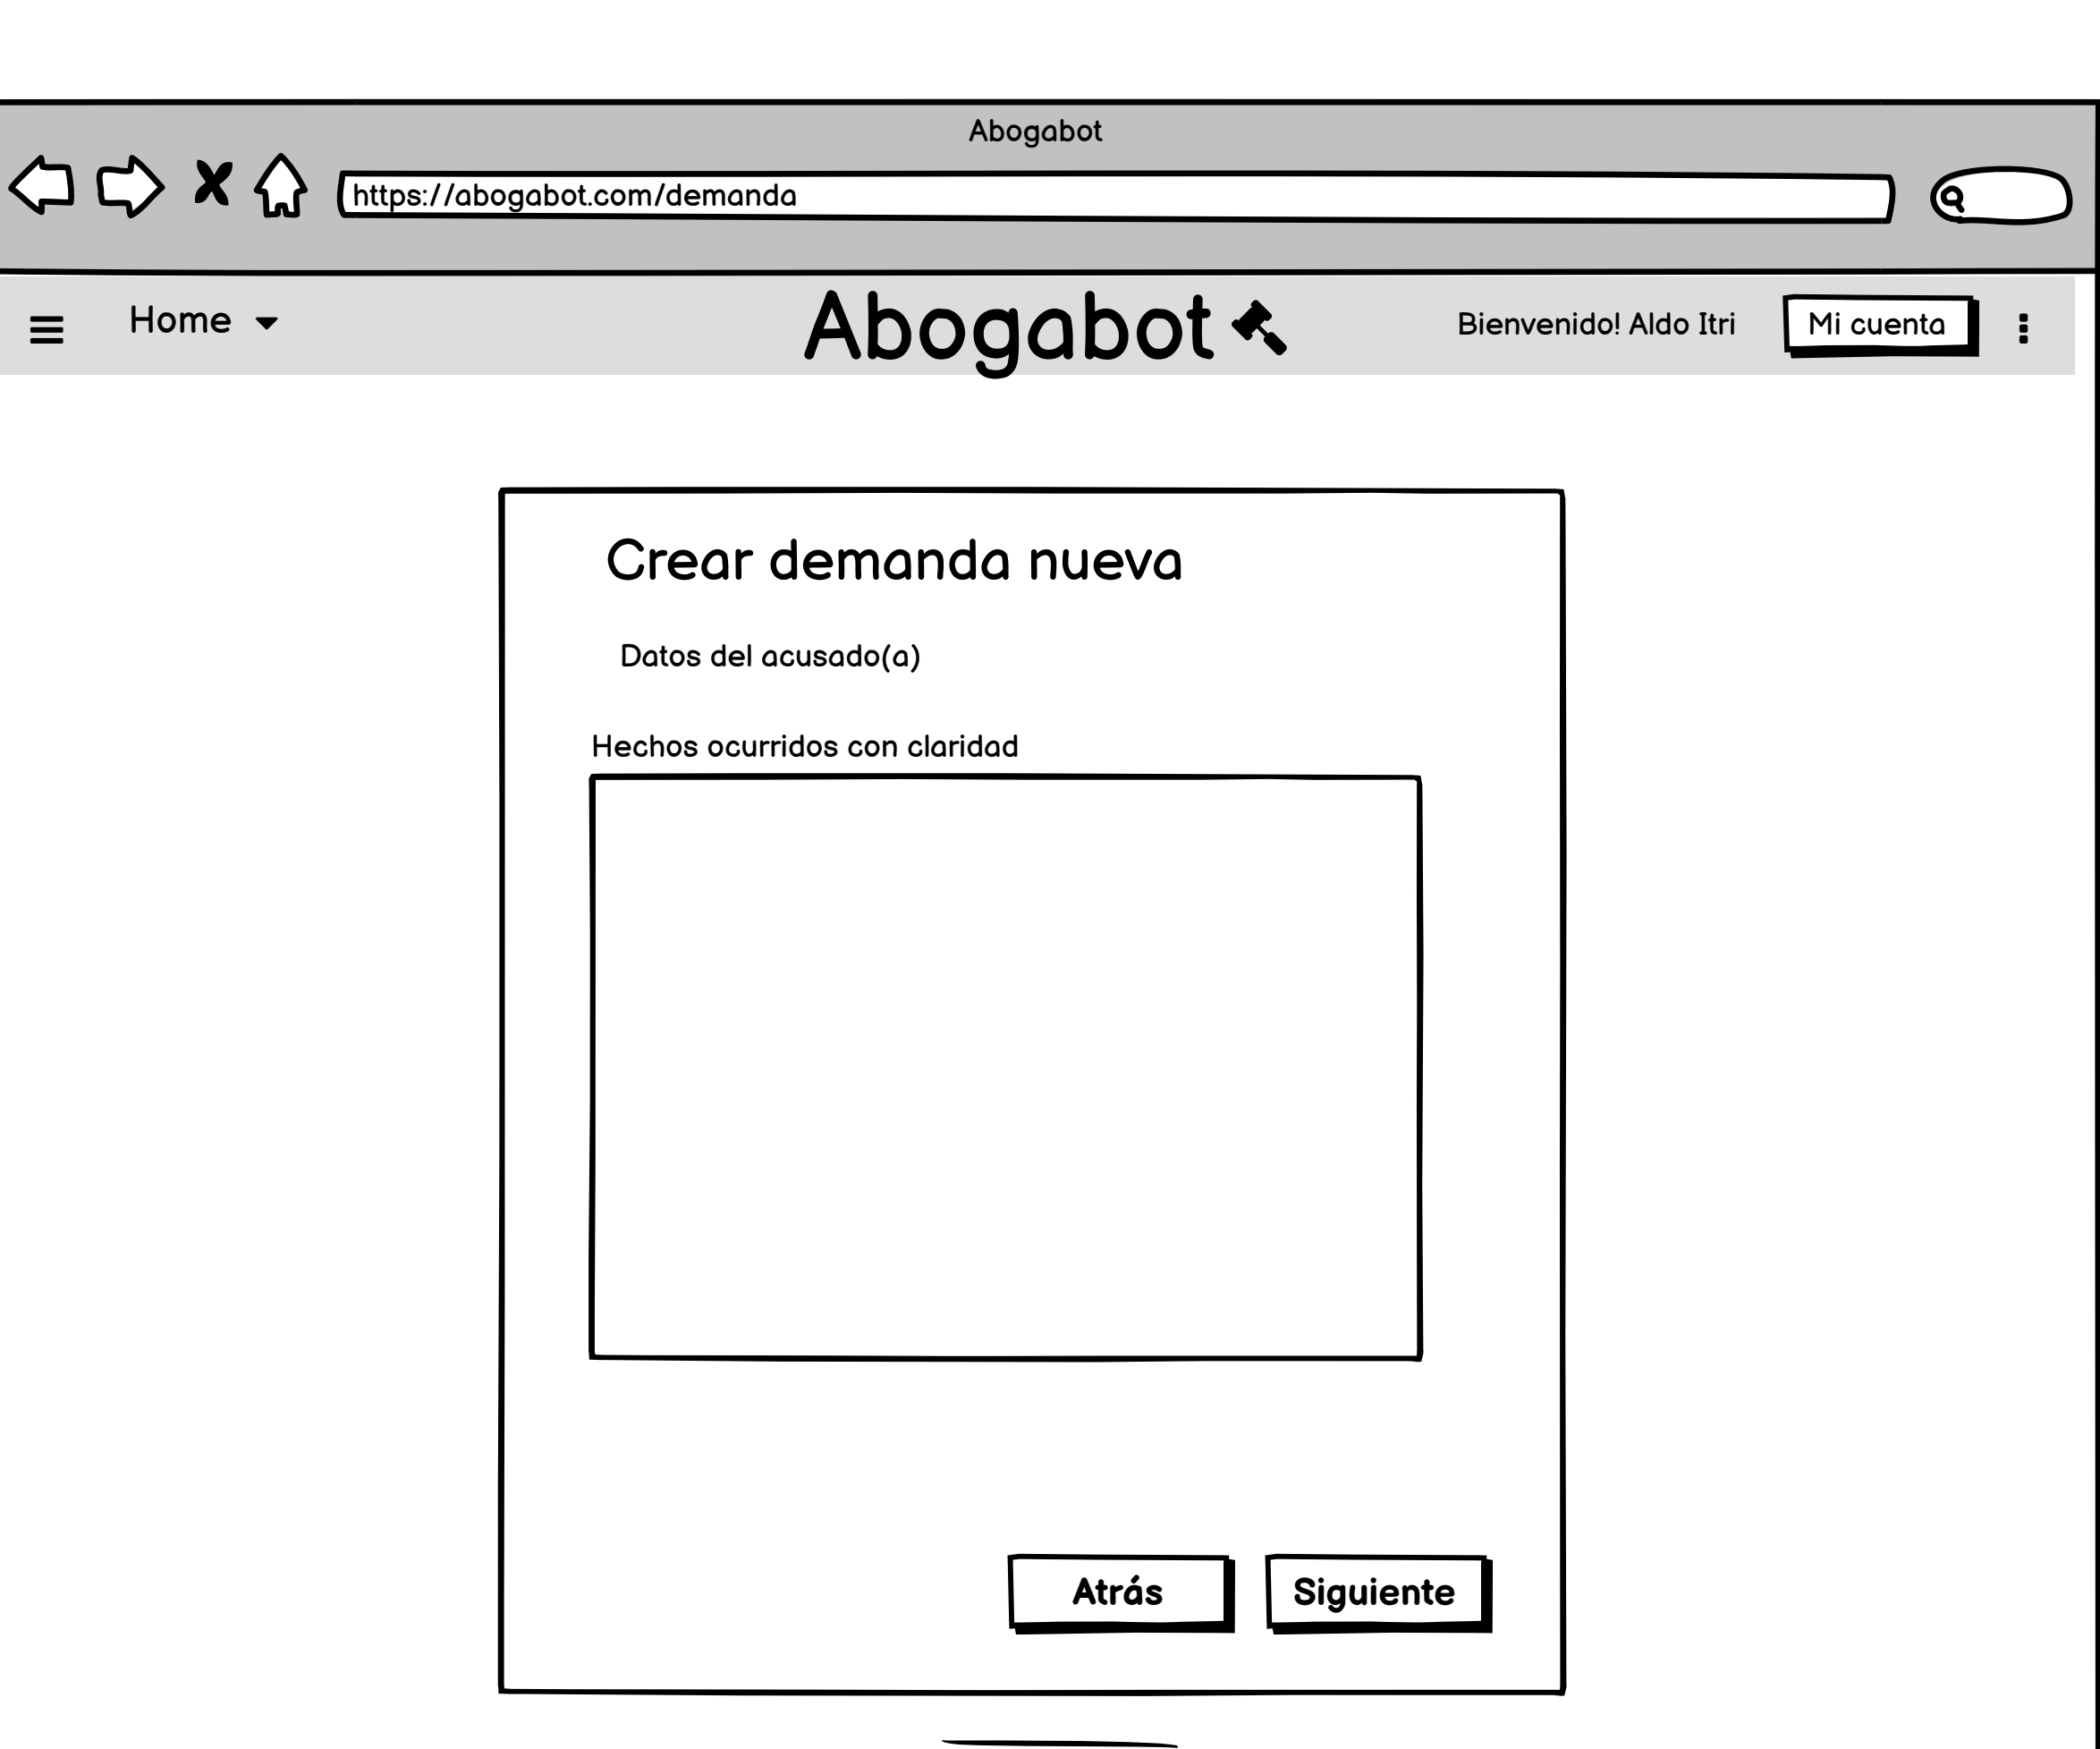 Abogabot
https://abogabot.com/demanda
Home
Abogabot
Bienvenido! Aldo Itri
Mi cuenta
Crear demanda nueva
Datos del acusado(a)
Hechos ocurridos con claridad
Atrás
Siguiente